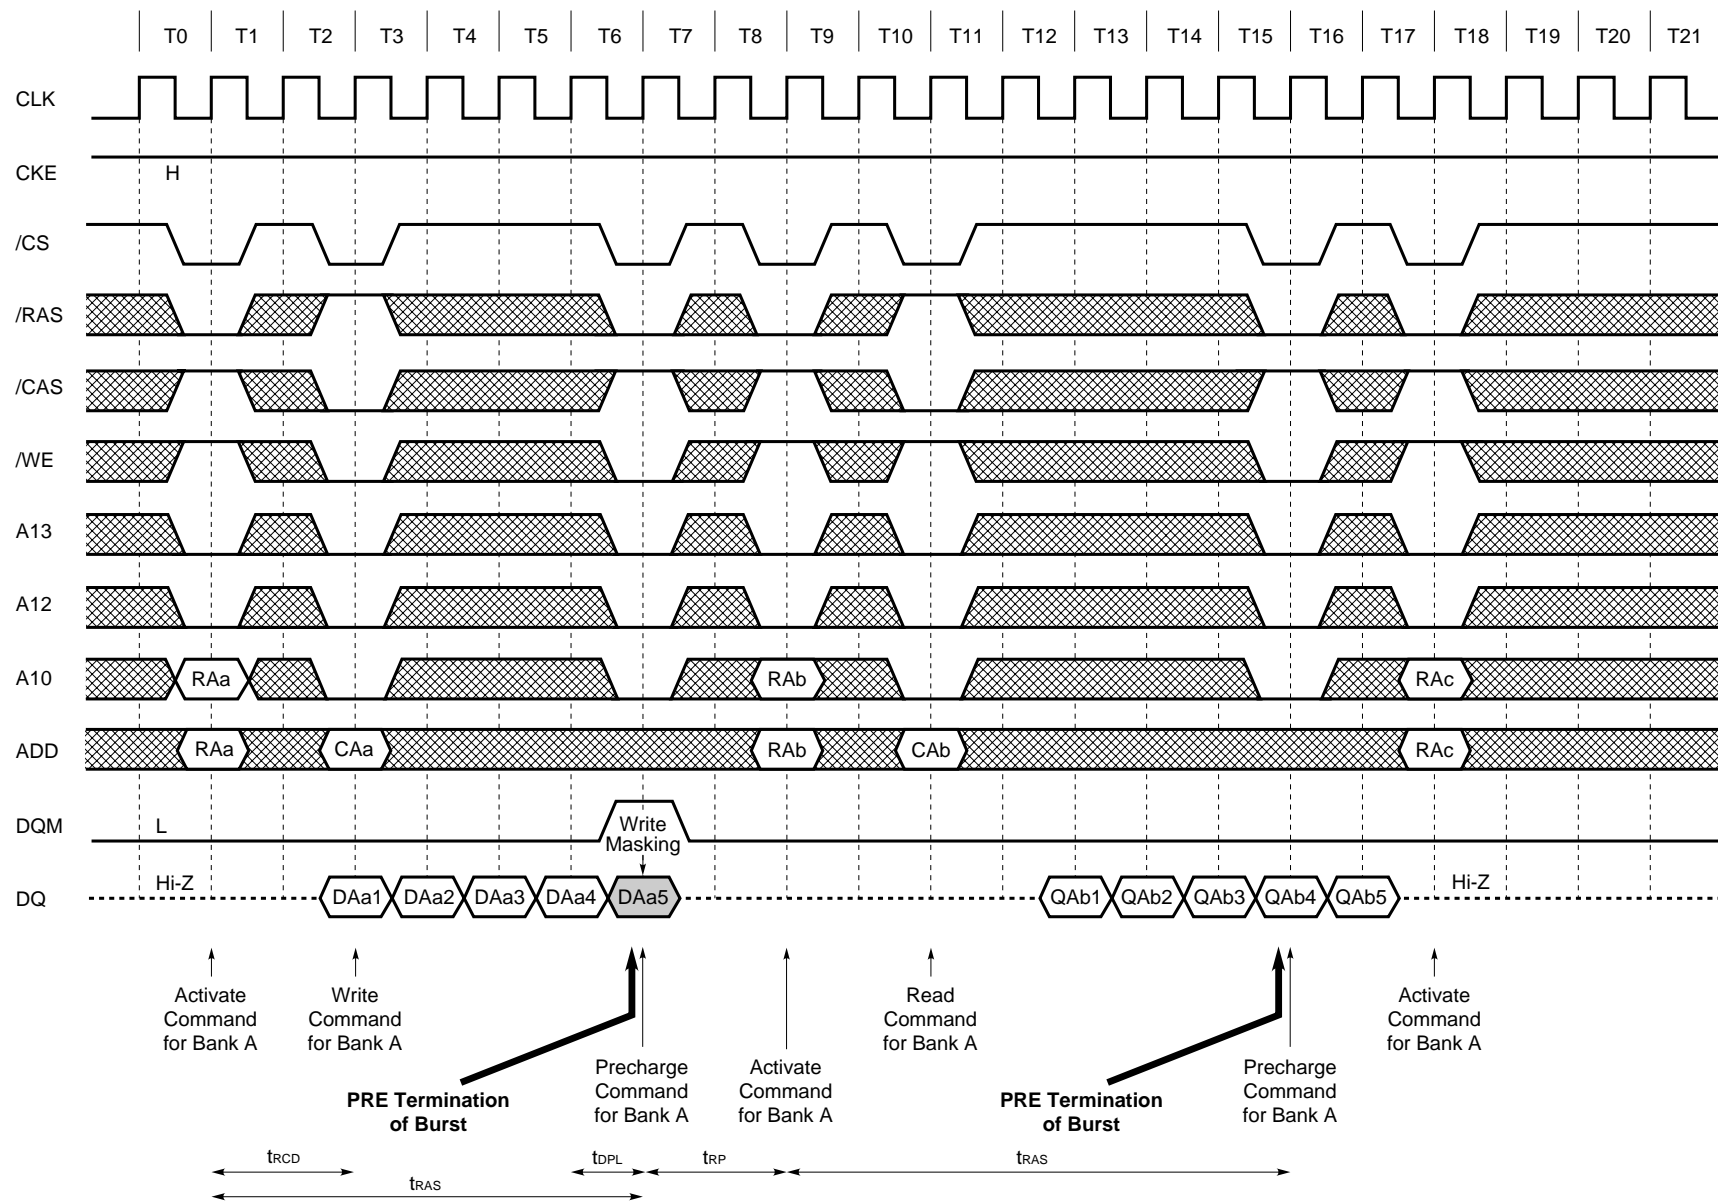 T0 T1 T2 T3 T4 T5 T6 T7 T8 T9 T10 T11 T12 T13 T14 T15 T16 T17 T18 T19 T20 T21
CLK
CKE H
/CS
/RAS
/CAS
/WE
A13
A12
A10 RAa RAb RAc
ADD RAa CAa RAb CAb RAc
DQM L Write
Masking
DQ Hi-Z DAa1 DAa2 DAa3 DAa4 DAa5 QAb1 QAb2 QAb3 QAb4 QAb5 Hi-Z
Activate
Command
for Bank A
Write
Command
for Bank A
PRE Termination
of Burst
Precharge
Command
for Bank A
Activate
Command
for Bank A
Read
Command
for Bank A
PRE Termination
of Burst
Precharge
Command
for Bank A
Activate
Command
for Bank A
tRCD tDPL tRP tRAS
tRAS